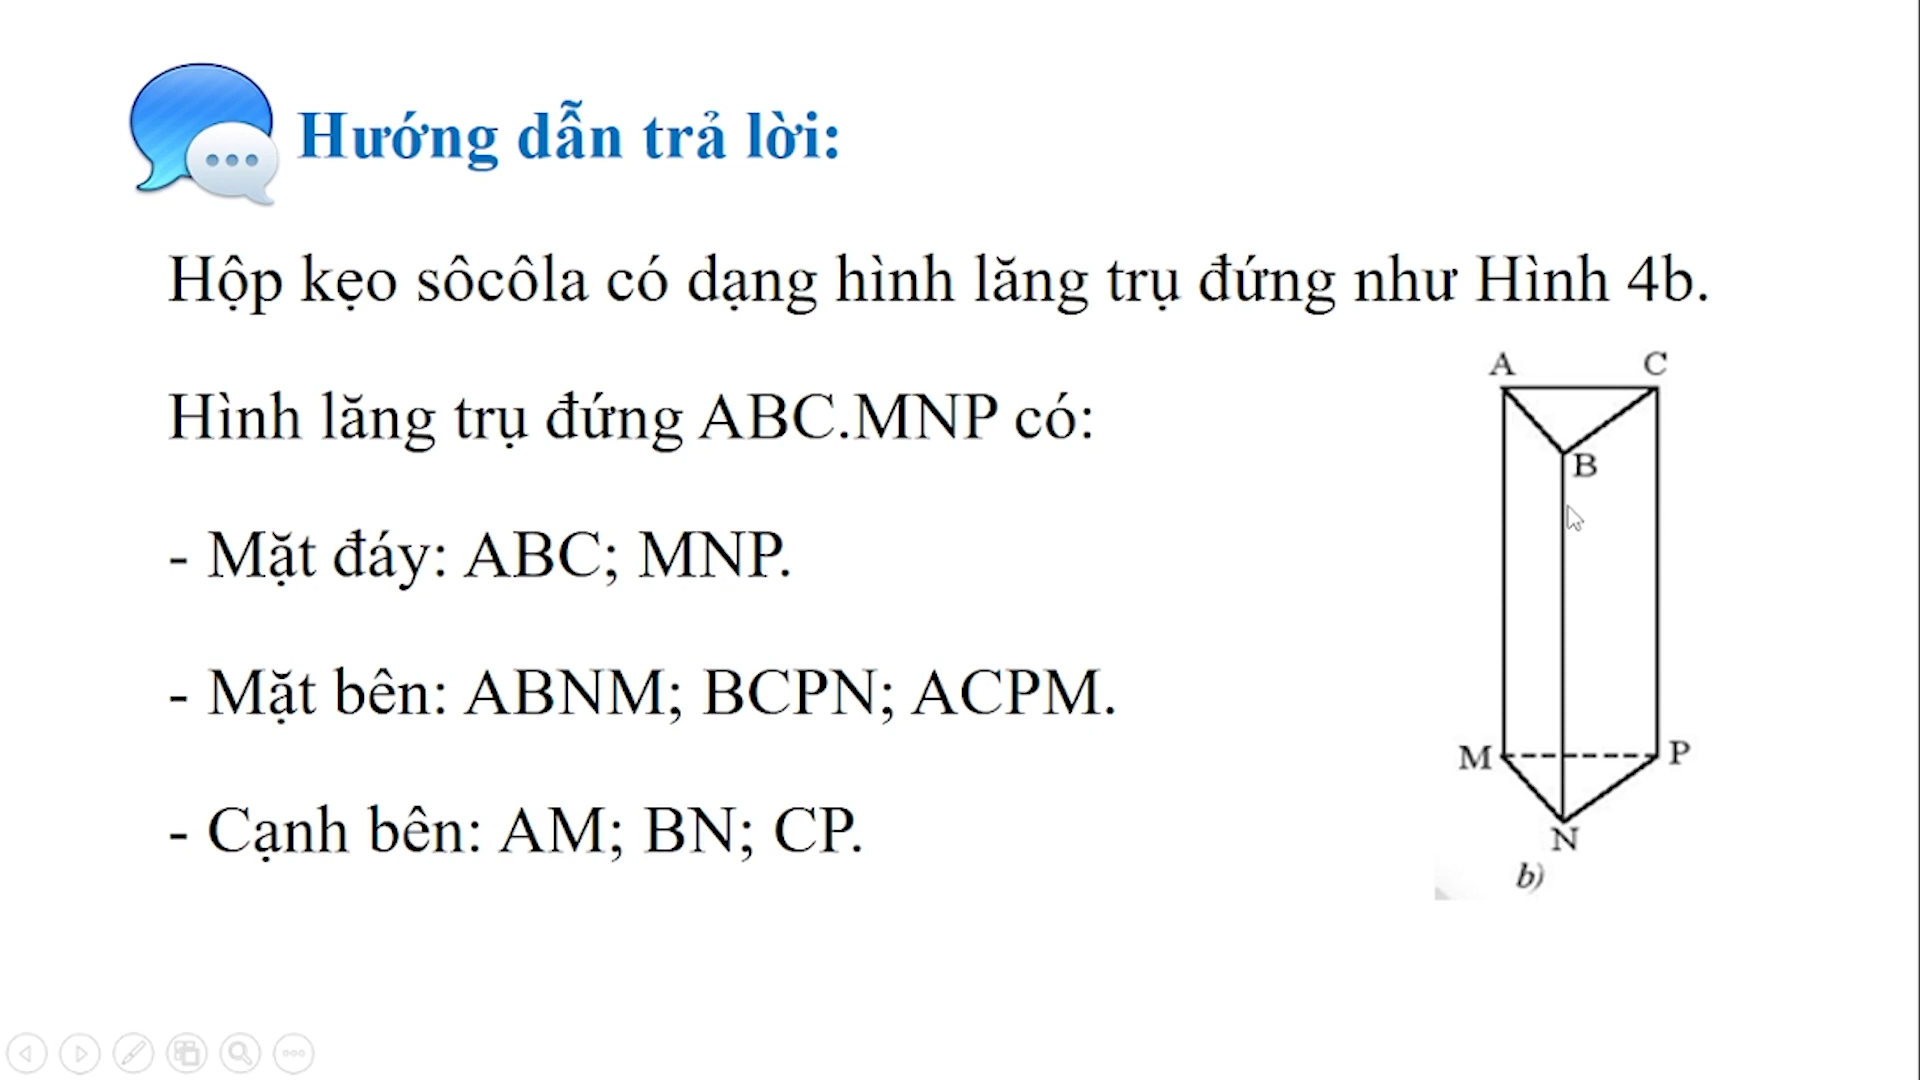 Hướng dẫn trả lời:
Hộp kẹo sôcôla có dạng hình lăng trụ đứng như Hình 4b.
Hình lăng trụ đứng ABC.MNP có:
- Mặt đáy: ABC; MNP.
- Mặt bên: ABNM; BCPN; ACPM.
- Cạnh bên: AM; BN; CP.
A C
B
M P
N
b)